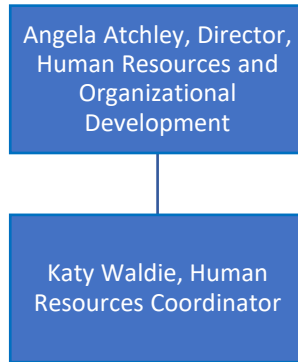 Angela Atchley, Director,
Human Resources and
Organizational
Development
Katy Waldie, Human
Resources Coordinator